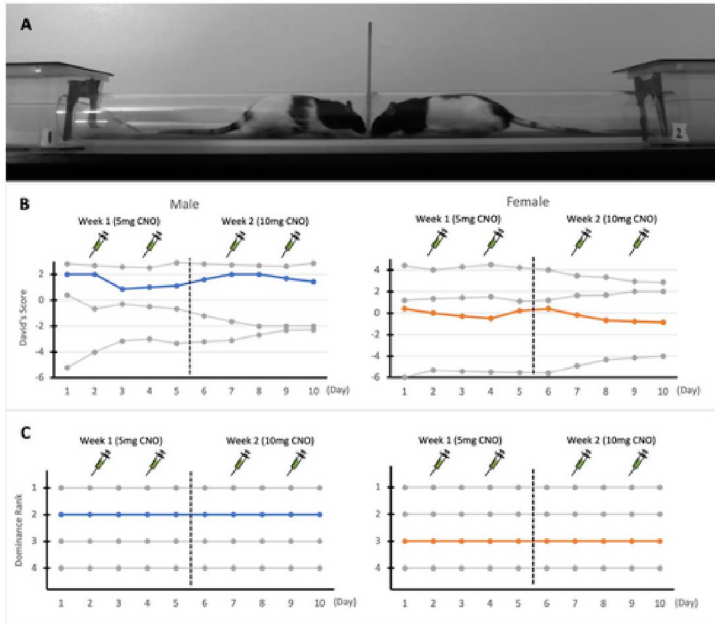 A
1
2
B
Male
Female
Week 1 (5mg CNO)
Week 2 (10mg CNO)
Week 1 (5mg CNO)
Week 2 (10mg CNO)
David's Score
2
0
-2
-4
-6
1 2 3 4 5 6 7 8 9 10 (Day)
4
2
0
-2
-4
-6
1 2 3 4 5 6 7 8 9 10 (Day)
C
Week 1 (5mg CNO)
Week 2 (10mg CNO)
Week 1 (5mg CNO)
Week 2 (10mg CNO)
Dominance Rank
1
2
3
4
1 2 3 4 5 6 7 8 9 10 (Day)
1
2
3
4
1 2 3 4 5 6 7 8 9 10 (Day)